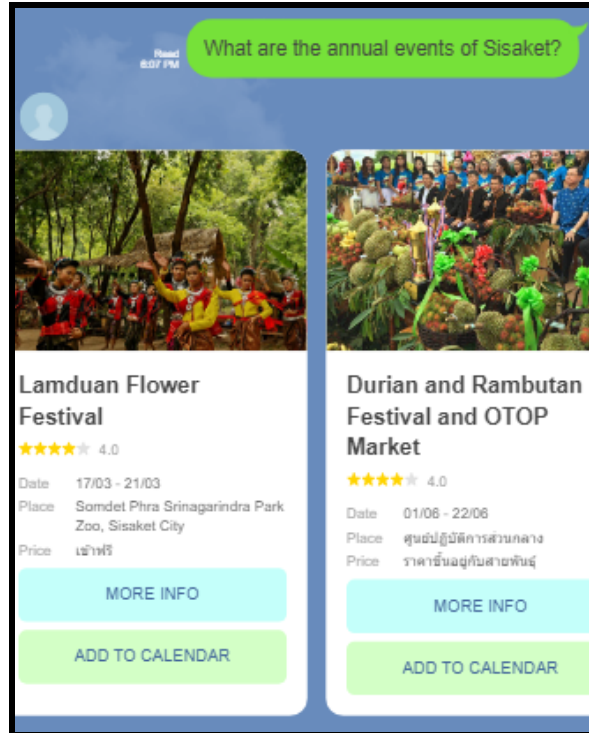 What are the annual events of Sisaket?
Read
6:07 PM
Lamduan Flower
Festival
4.0
Date 17/03 - 21/03
Place Somdet Phra Srinagarindra Park
Zoo, Sisaket City
Price เข้าฟรี
MORE INFO
ADD TO CALENDAR
Durian and Rambutan
Festival and OTOP
Market
4.0
Date 01/06 - 22/06
Place ศูนย์ปฏิบัติการส่วนกลาง
Price ราคาขึ้นอยู่กับสายพันธุ์
MORE INFO
ADD TO CALENDAR